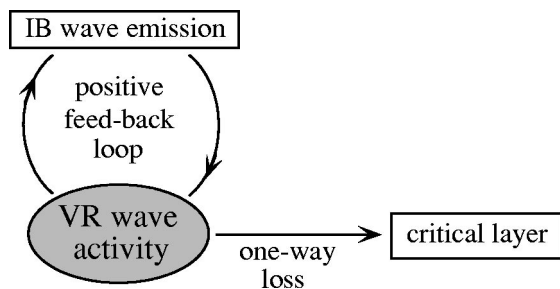 IB wave emission
positive
feed-back
loop
VR wave
activity
one-way
loss
critical layer